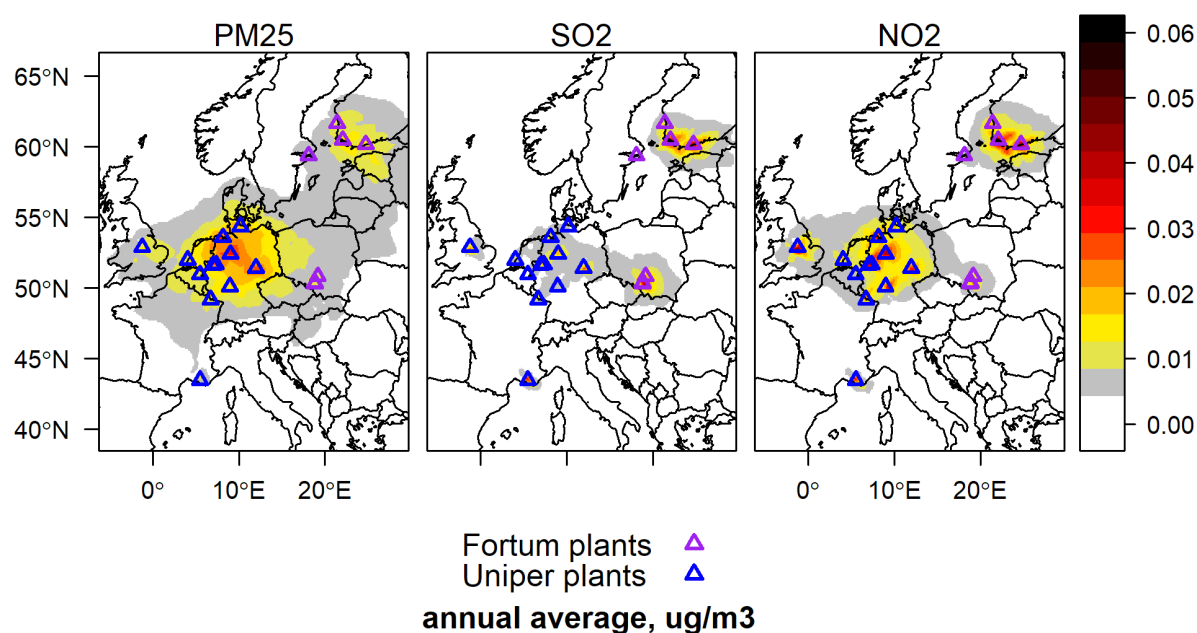 PM25
SO2
NO2
65°N
60°N
55°N
50°N
45°N
40°N
0°
10°E
20°E
0°
10°E
20°E
0.06
0.05
0.04
0.03
0.02
0.01
0.00
Fortum plants
Uniper plants
annual average, ug/m3